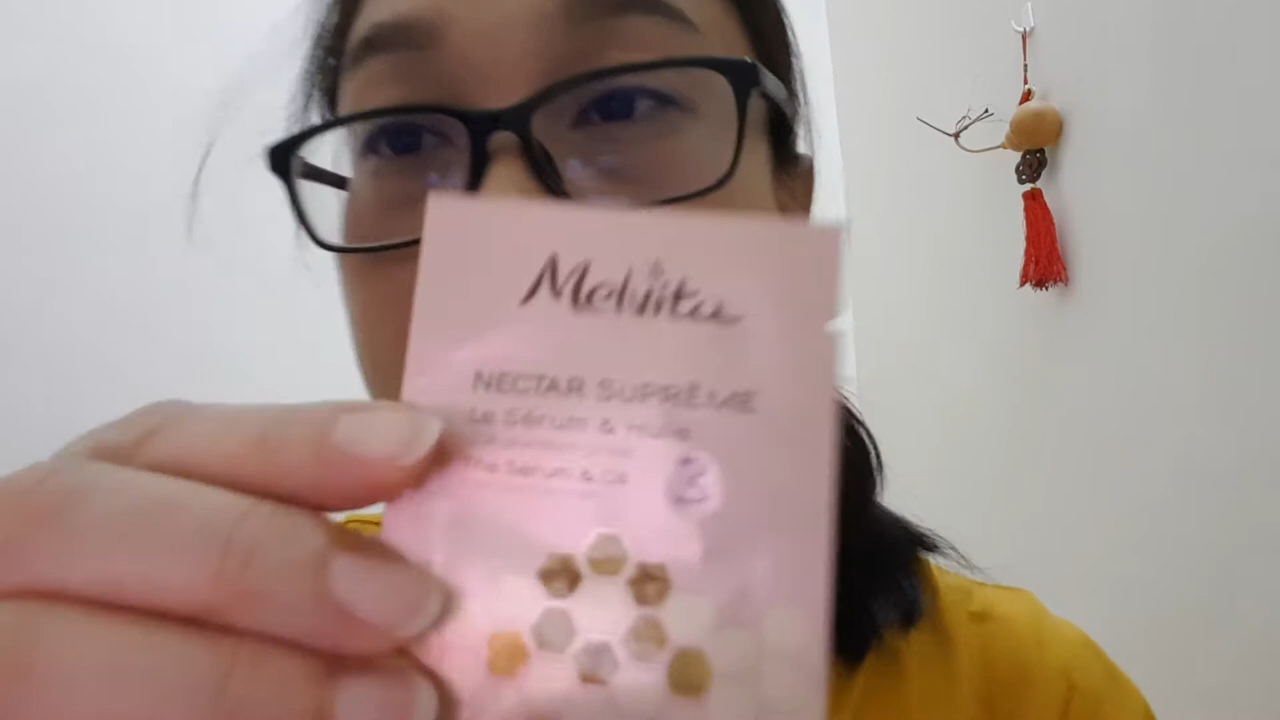 Melvita
NECTAR SUPRÊME
Le Sérum & Huile
The Serum & Oil